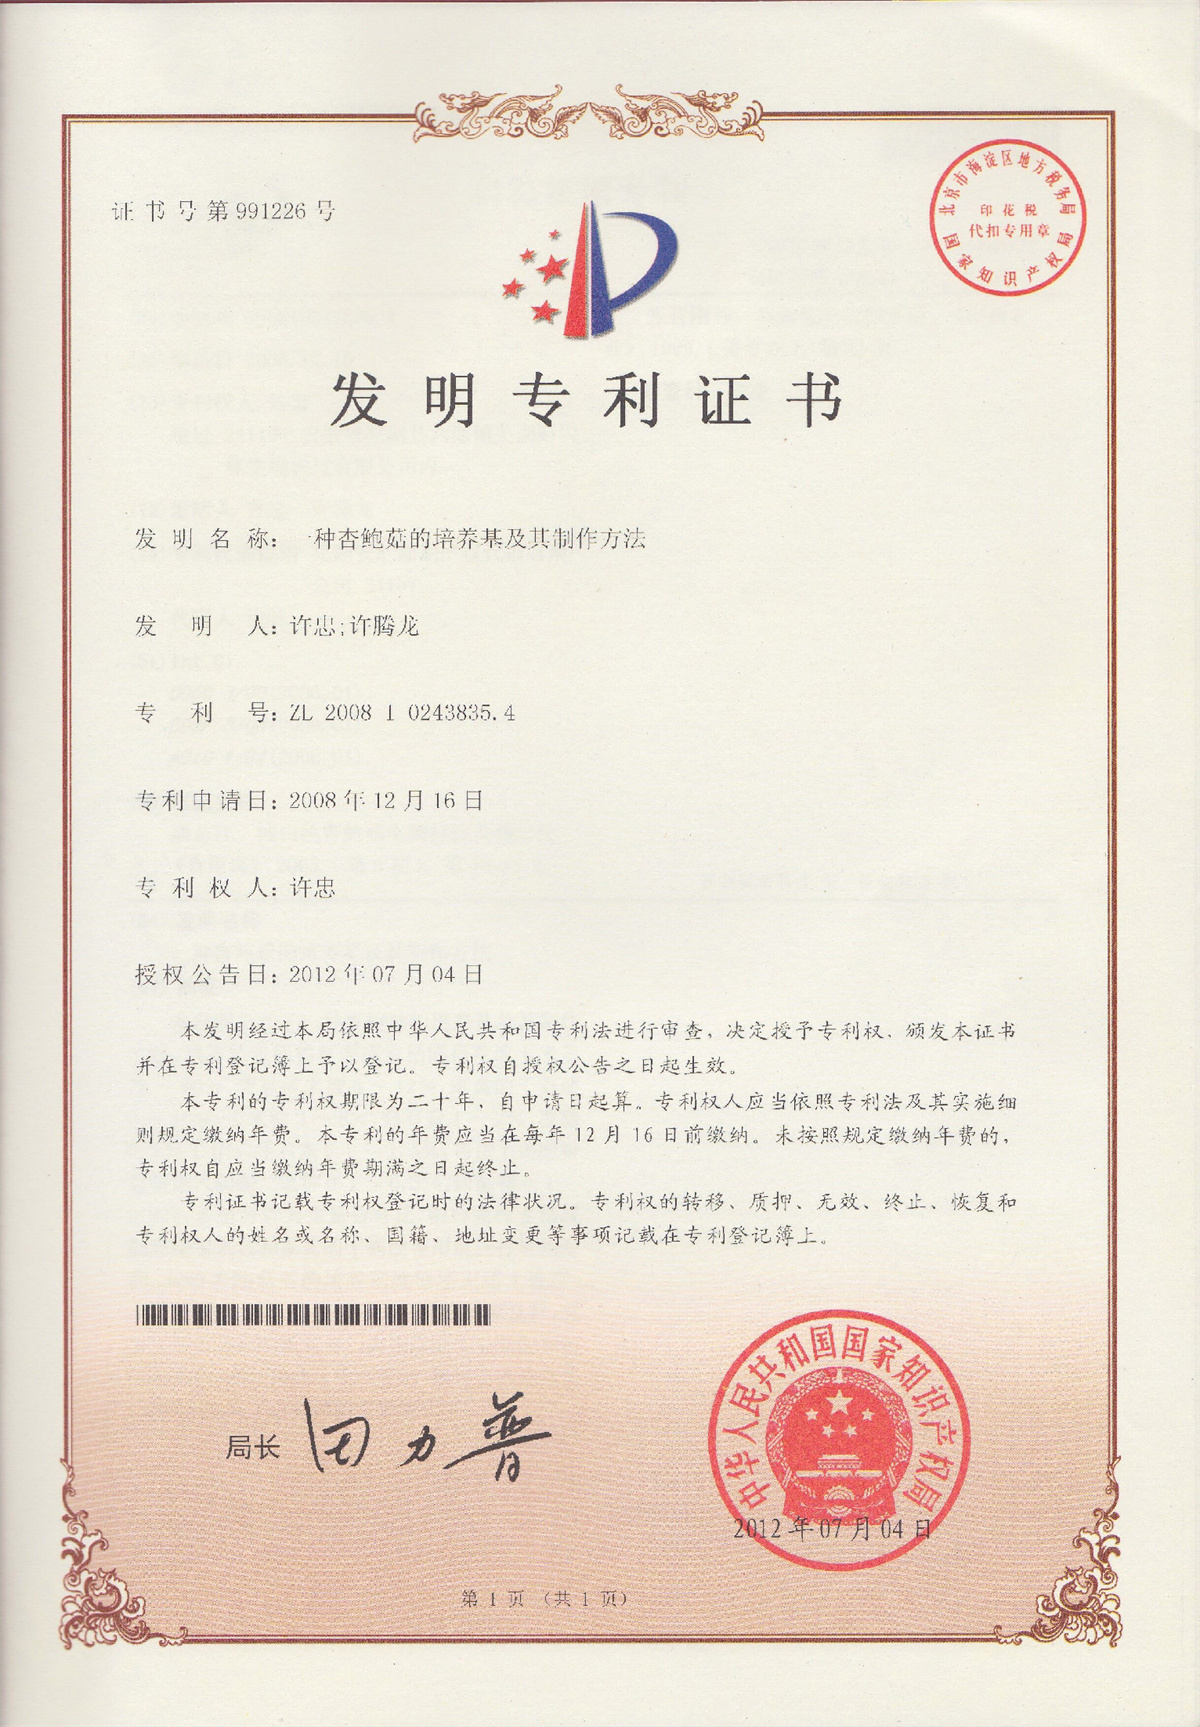 证书号第991226号
北京市海淀区地方税务局
印花税
代扣专用章
国家知识产权局
发明专利证书
发明名称：一种杏鲍菇的培养基及其制作方法
发明人：许忠;许腾龙
专利号：ZL 2008 1 0243835.4
专利申请日：2008年12月16日
专利权人：许忠
授权公告日：2012年07月04日
本发明经过本局依照中华人民共和国专利法进行审查，决定授予专利权，颁发本证书
并在专利登记簿上予以登记。专利权自授权公告之日起生效。
本专利的专利权期限为二十年，自申请日起算。专利权人应当依照专利法及其实施细
则规定缴纳年费。本专利的年费应当在每年12月16日前缴纳。未按照规定缴纳年费的，
专利权自应当缴纳年费期满之日起终止。
专利证书记载专利权登记时的法律状况。专利权的转移、质押、无效、终止、恢复和
专利权人的姓名或名称、国籍、地址变更等事项记载在专利登记簿上。
局长 田力普
中华人民共和国国家知识产权局
2012年07月04日
第1页（共1页）